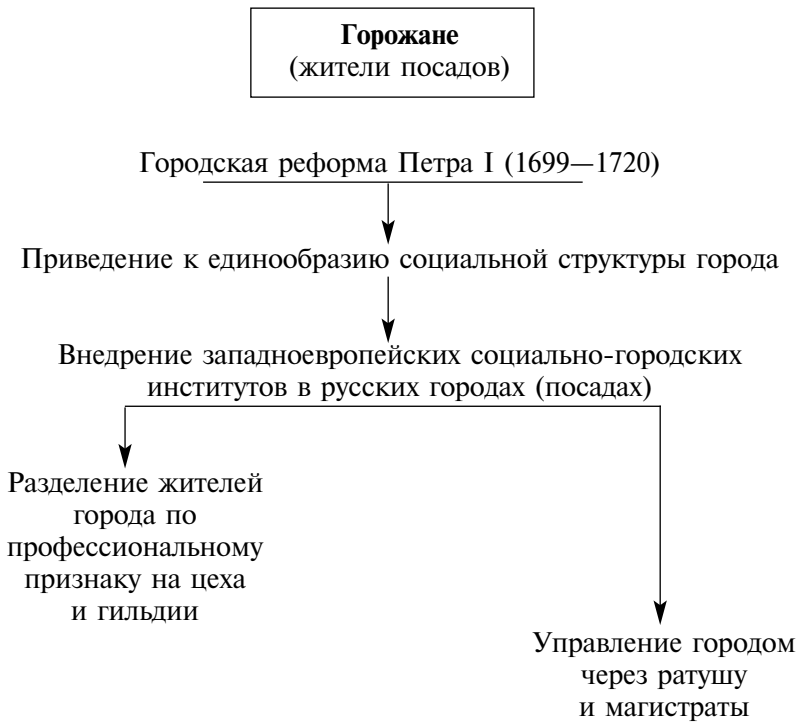 Горожане
(жители посадов)
Городская реформа Петра I (1699—1720)
Приведение к единообразию социальной структуры города
Внедрение западноевропейских социально-городских
институтов в русских городах (посадах)
Разделение жителей
города по
профессиональному
признаку на цеха
и гильдии
Управление городом
через ратушу
и магистраты